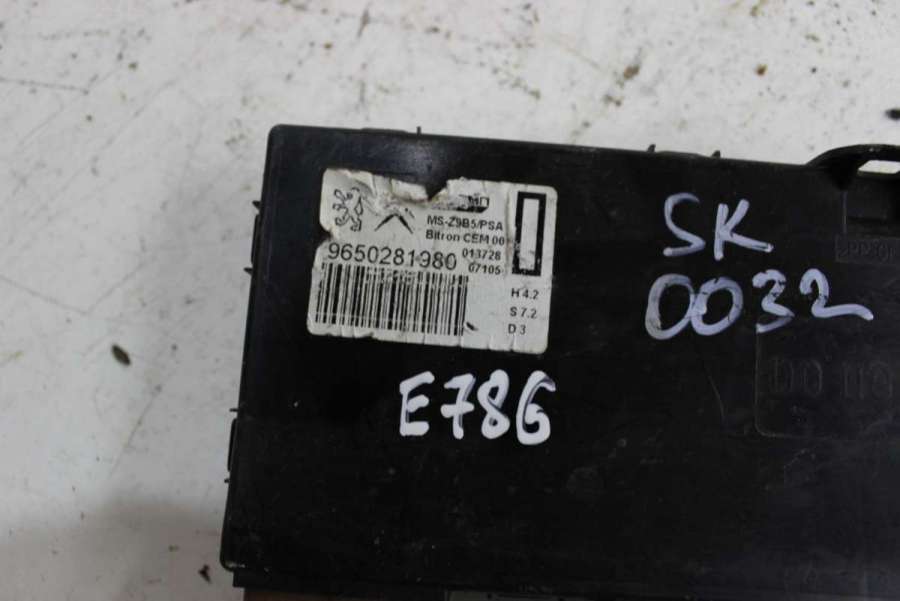 MS-Z9B5/PSA
Bitron CEM 00
9650281980
013728
07105
H 4.2
S 7.2
D 3
SK
0032
E786